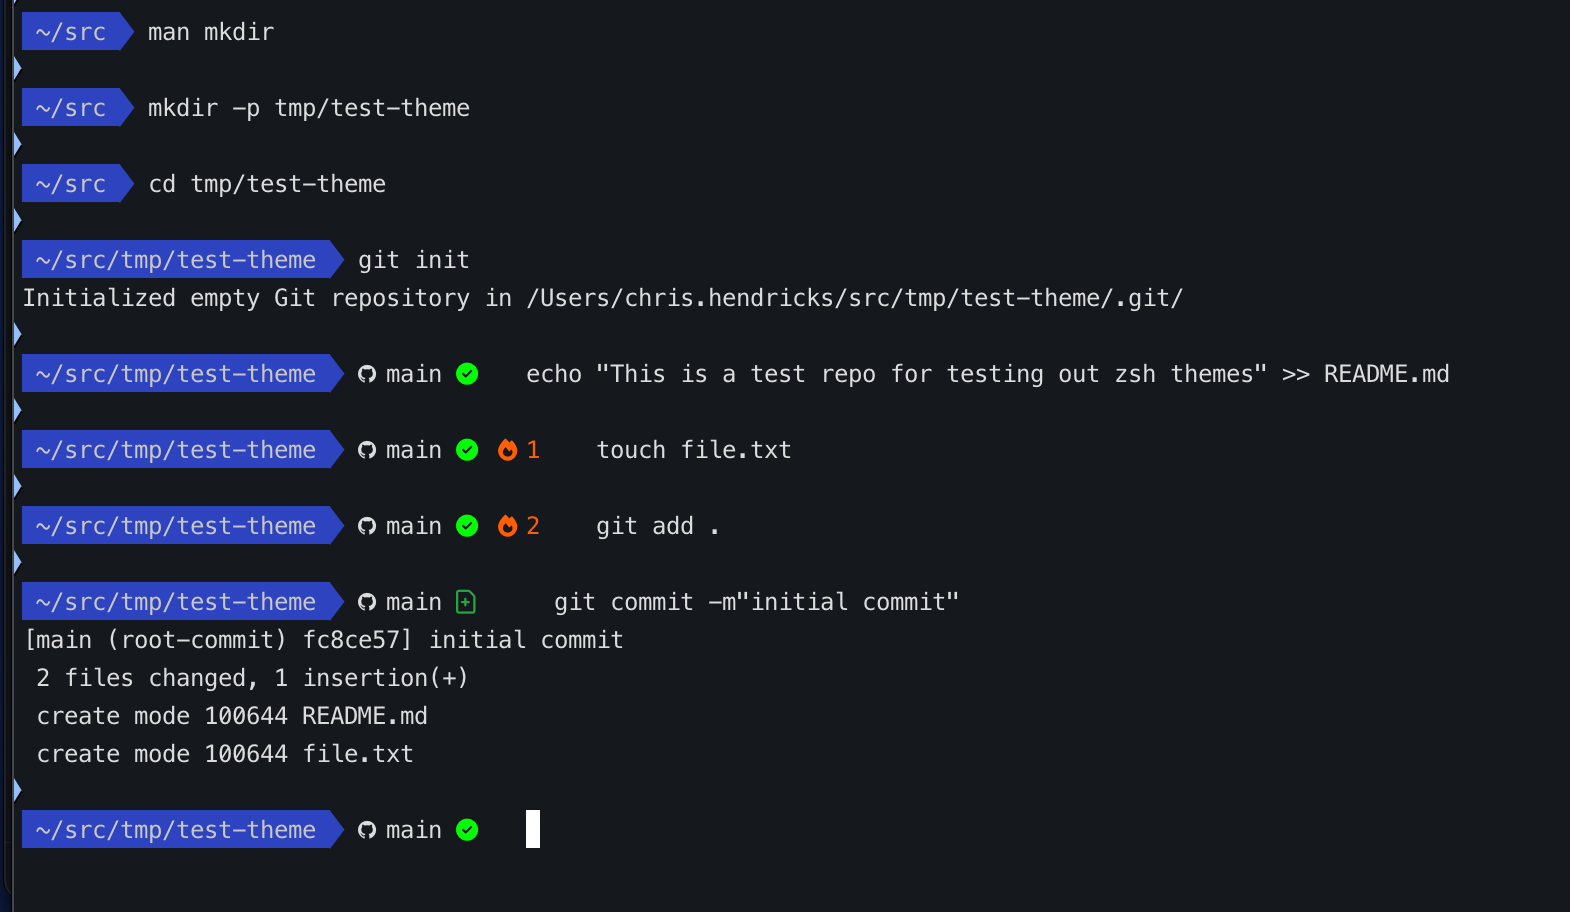 ~/src man mkdir
~/src mkdir -p tmp/test-theme
~/src cd tmp/test-theme
~/src/tmp/test-theme git init
Initialized empty Git repository in /Users/chris.hendricks/src/tmp/test-theme/.git/
~/src/tmp/test-theme main echo "This is a test repo for testing out zsh themes" >> README.md
~/src/tmp/test-theme main 1 touch file.txt
~/src/tmp/test-theme main 2 git add .
~/src/tmp/test-theme main git commit -m"initial commit"
[main (root-commit) fc8ce57] initial commit
2 files changed, 1 insertion(+)
create mode 100644 README.md
create mode 100644 file.txt
~/src/tmp/test-theme main